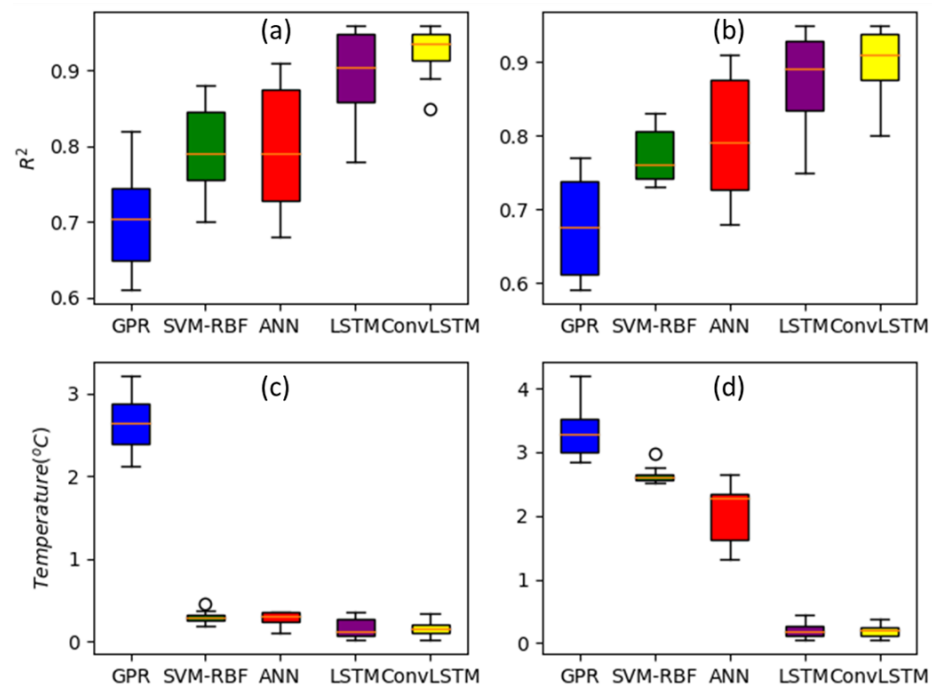 (a)
R²
0.9
0.8
0.7
0.6
GPR SVM-RBF ANN LSTM ConvLSTM
(b)
0.9
0.8
0.7
0.6
GPR SVM-RBF ANN LSTM ConvLSTM
(c)
Temperature(°C)
3
2
1
0
GPR SVM-RBF ANN LSTM ConvLSTM
(d)
4
3
2
1
0
GPR SVM-RBF ANN LSTM ConvLSTM